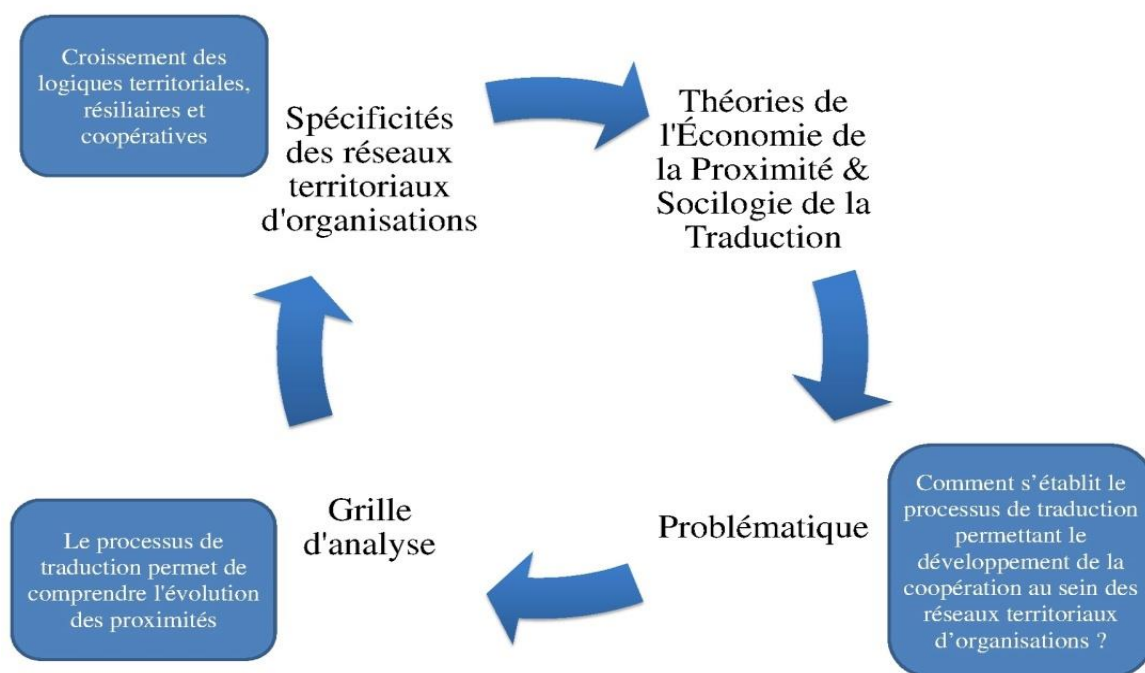 Croissement des
logiques territoriales,
résiliaires et
coopératives
Spécificités
des réseaux
territoriaux
d'organisations
Théories de
l'Économie de
la Proximité &
Socilogie de la
Traduction
Comment s’établit le
processus de traduction
permettant le
développement de la
coopération au sein des
réseaux territoriaux
d’organisations ?
Problématique
Grille
d'analyse
Le processus de
traduction permet de
comprendre l'évolution
des proximités